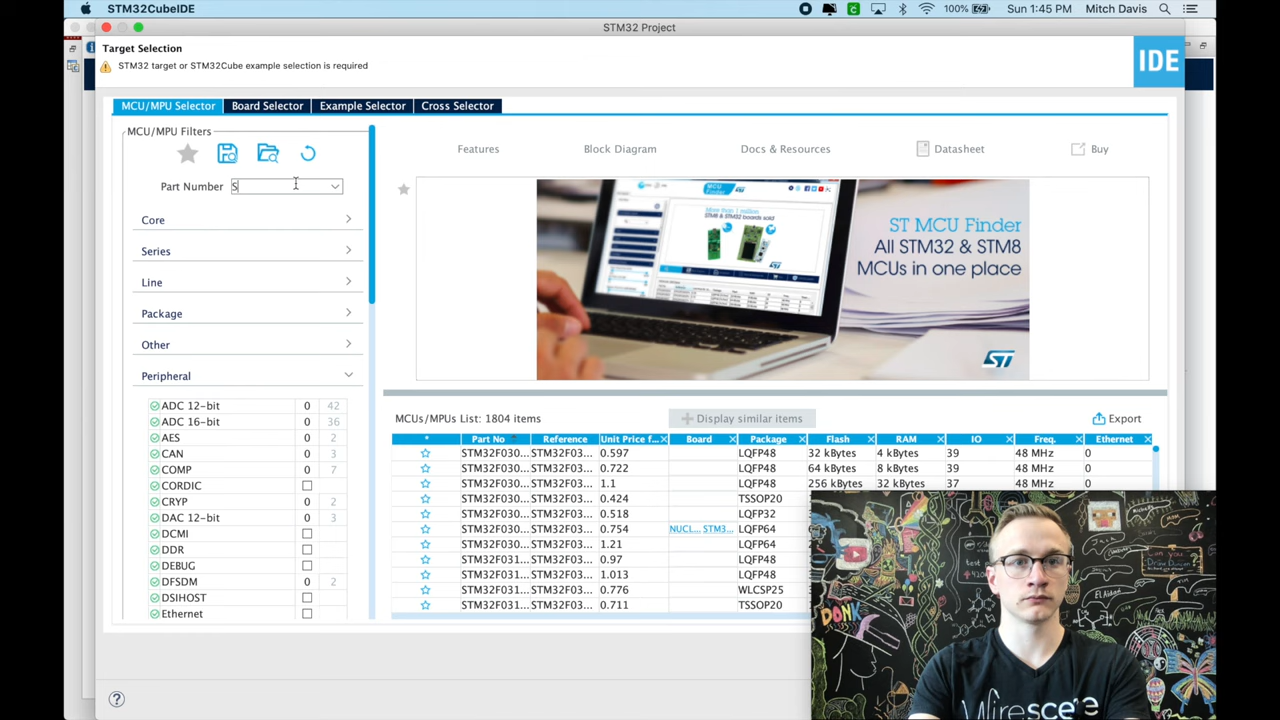 STM32CubeIDE
100%
Sun 1:45 PM
Mitch Davis
STM32 Project
Target Selection
STM32 target or STM32Cube example selection is required
IDE
MCU/MPU Selector
Board Selector
Example Selector
Cross Selector
MCU/MPU Filters
Part Number S
Core
Series
Line
Package
Other
Peripheral
ADC 12-bit 0 42
ADC 16-bit 0 36
AES 0 2
CAN 0 3
COMP 0 7
CORDIC
CRYP 0 2
DAC 12-bit 0 3
DCMI
DDR
DEBUG
DFSDM 0 2
DSIHOST
Ethernet
Features
Block Diagram
Docs & Resources
Datasheet
Buy
ST MCU Finder
All STM32 & STM8
MCUs in one place
MCUs/MPUs List: 1804 items
Display similar items
Export
* Part No Reference Unit Price f... Board Package Flash RAM IO Freq. Ethernet
STM32F030... STM32F03... 0.597 LQFP48 32 kBytes 4 kBytes 39 48 MHz 0
STM32F030... STM32F03... 0.722 LQFP48 64 kBytes 8 kBytes 39 48 MHz 0
STM32F030... STM32F03... 1.1 LQFP48 256 kBytes 32 kBytes 37 48 MHz 0
STM32F030... STM32F03... 0.424 TSSOP20
STM32F030... STM32F03... 0.518 LQFP32
STM32F030... STM32F03... 0.754 NUCL... STM3... LQFP64
STM32F030... STM32F03... 1.21 LQFP64
STM32F031... STM32F03... 0.97 LQFP48
STM32F031... STM32F03... 1.013 LQFP48
STM32F031... STM32F03... 0.776 WLCSP25
STM32F031... STM32F03... 0.711 TSSOP20
DONK